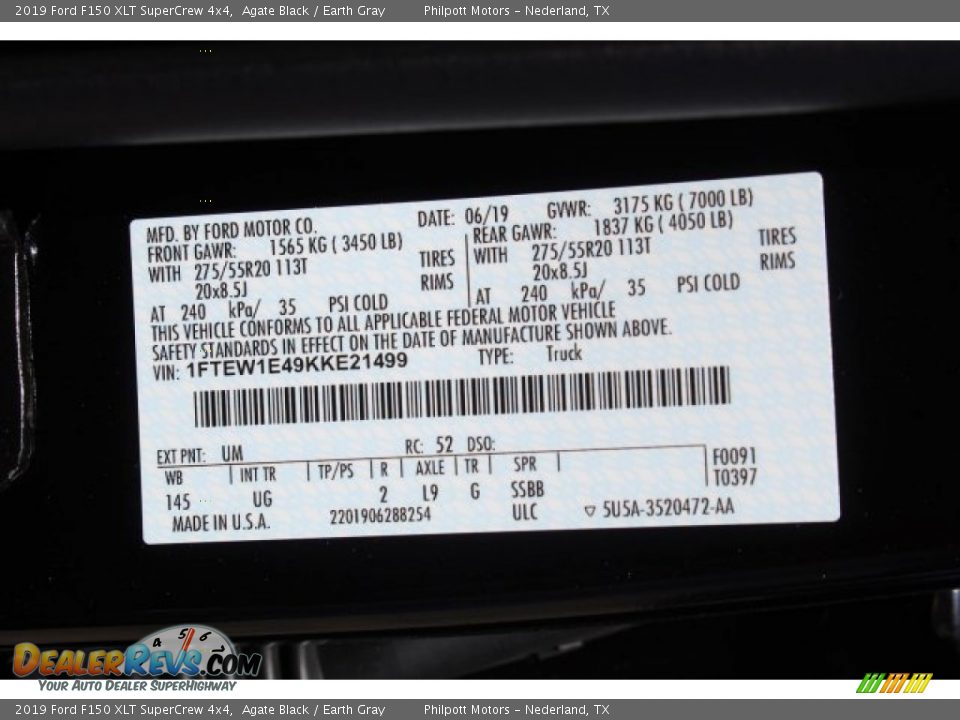 2019 Ford F150 XLT SuperCrew 4x4, Agate Black / Earth Gray Philpott Motors - Nederland, TX
MFD. BY FORD MOTOR CO. DATE: 06/19 GVWR: 3175 KG ( 7000 LB)
FRONT GAWR: 1565 KG ( 3450 LB) REAR GAWR: 1837 KG ( 4050 LB)
WITH 275/55R20 113T TIRES WITH 275/55R20 113T TIRES
20x8.5J RIMS 20x8.5J RIMS
AT 240 kPa/ 35 PSI COLD AT 240 kPa/ 35 PSI COLD
THIS VEHICLE CONFORMS TO ALL APPLICABLE FEDERAL MOTOR VEHICLE
SAFETY STANDARDS IN EFFECT ON THE DATE OF MANUFACTURE SHOWN ABOVE.
VIN: 1FTEW1E49KKE21499 TYPE: Truck
EXT PNT: UM RC: 52 DSO:
WB INT TR TP/PS R AXLE TR SPR F0091
T0397
145 UG 2 L9 G SSBB
MADE IN U.S.A. 2201906288254 ULC ▽ 5U5A-3520472-AA
4 5 6
DEALERREVS.COM
YOUR AUTO DEALER SUPERHIGHWAY
2019 Ford F150 XLT SuperCrew 4x4, Agate Black / Earth Gray Philpott Motors - Nederland, TX